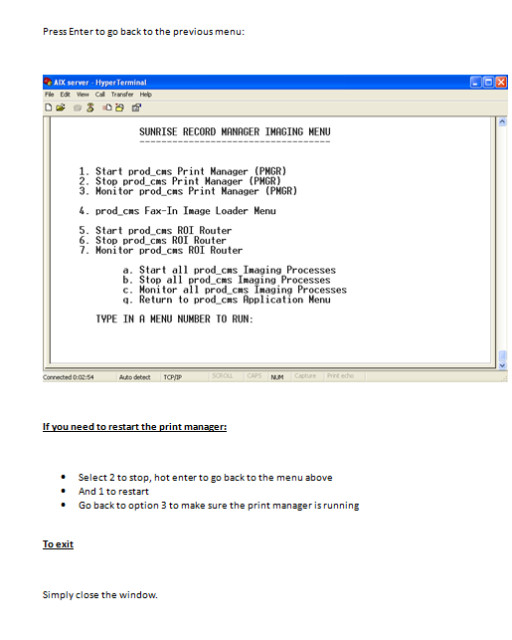 Press Enter to go back to the previous menu:
AIX server - HyperTerminal
File Edit View Call Transfer Help
SUNRISE RECORD MANAGER IMAGING MENU
-----------------------------------
1. Start prod_cms Print Manager (PMGR)
2. Stop prod_cms Print Manager (PMGR)
3. Monitor prod_cms Print Manager (PMGR)
4. prod_cms Fax-In Image Loader Menu
5. Start prod_cms ROI Router
6. Stop prod_cms ROI Router
7. Monitor prod_cms ROI Router
a. Start all prod_cms Imaging Processes
b. Stop all prod_cms Imaging Processes
c. Monitor all prod_cms Imaging Processes
q. Return to prod_cms Application Menu
TYPE IN A MENU NUMBER TO RUN:
Connected 0:02:54 Auto detect TCP/IP SCROLL CAPS NUM Capture Print echo
If you need to restart the print manager:
• Select 2 to stop, hot enter to go back to the menu above
• And 1 to restart
• Go back to option 3 to make sure the print manager is running
To exit
Simply close the window.